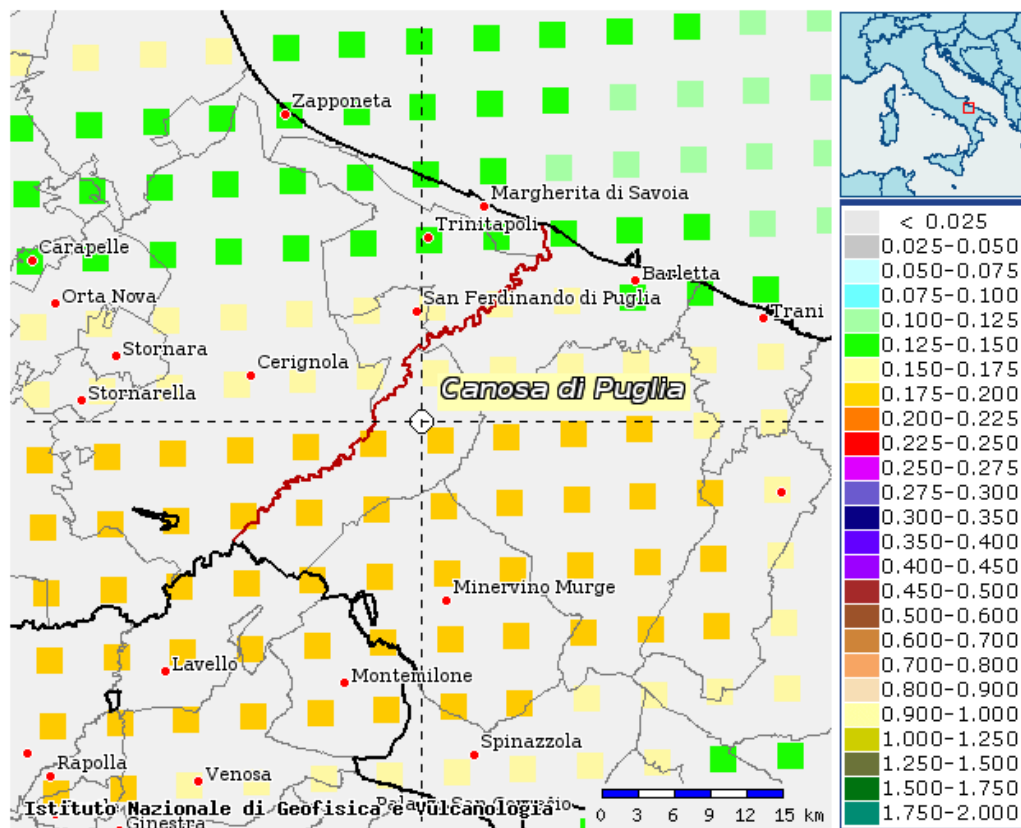 Zapponeta
Margherita di Savoia
Trinitapoli
Carapelle
Barletta
Orta Nova
San Ferdinando di Puglia
Trani
Stornara
Cerignola
Canosa di Puglia
Stornarella
Minervino Murge
Lavello
Montemilone
Spinazzola
Rapolla
Venosa
Istituto Nazionale di Geofisica e Vulcanologia
Ginestra
0 3 6 9 12 15 km
< 0.025
0.025-0.050
0.050-0.075
0.075-0.100
0.100-0.125
0.125-0.150
0.150-0.175
0.175-0.200
0.200-0.225
0.225-0.250
0.250-0.275
0.275-0.300
0.300-0.350
0.350-0.400
0.400-0.450
0.450-0.500
0.500-0.600
0.600-0.700
0.700-0.800
0.800-0.900
0.900-1.000
1.000-1.250
1.250-1.500
1.500-1.750
1.750-2.000